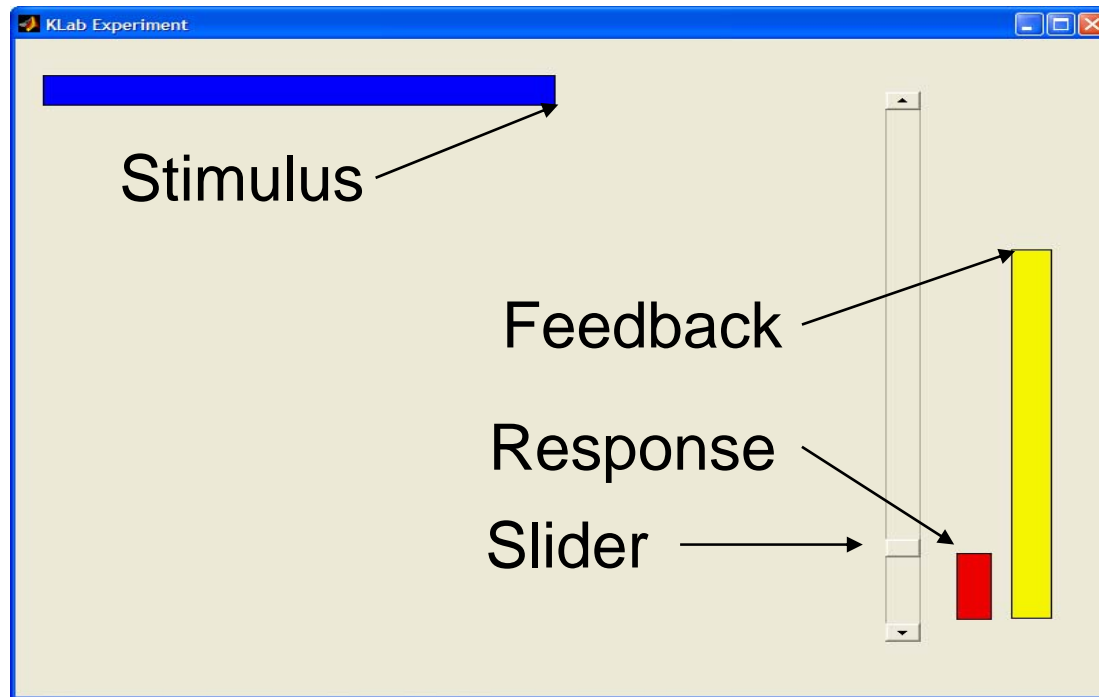 KLab Experiment
Stimulus
Feedback
Response
Slider